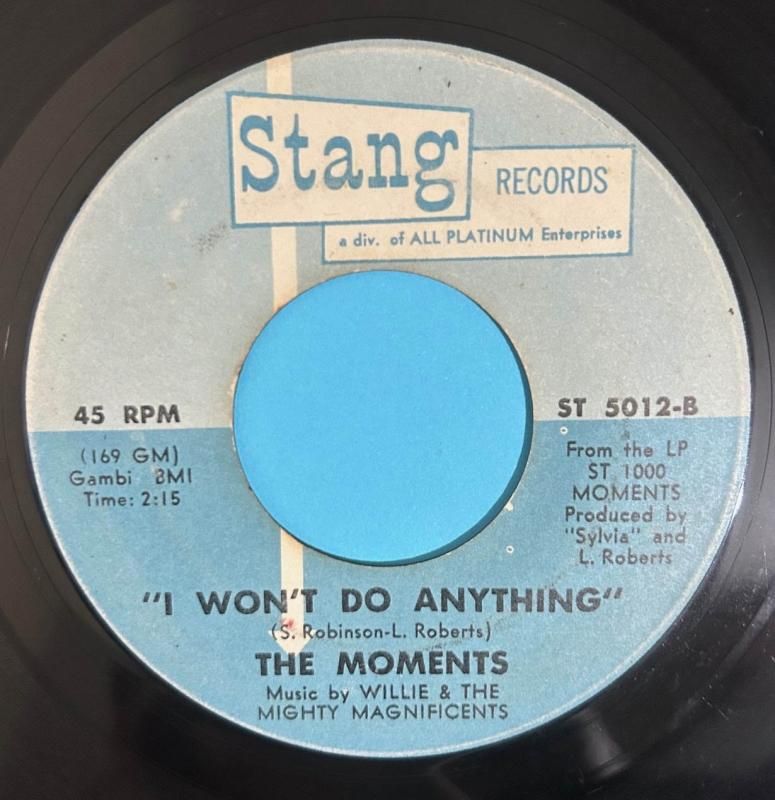 Stang
RECORDS
a div. of ALL PLATINUM Enterprises
45 RPM
(169 GM)
Gambi BMI
Time: 2:15
ST 5012-B
From the LP
ST 1000
MOMENTS
Produced by
"Sylvia" and
L. Roberts
"I WON'T DO ANYTHING"
(S. Robinson-L. Roberts)
THE MOMENTS
Music by WILLIE & THE
MIGHTY MAGNIFICENTS